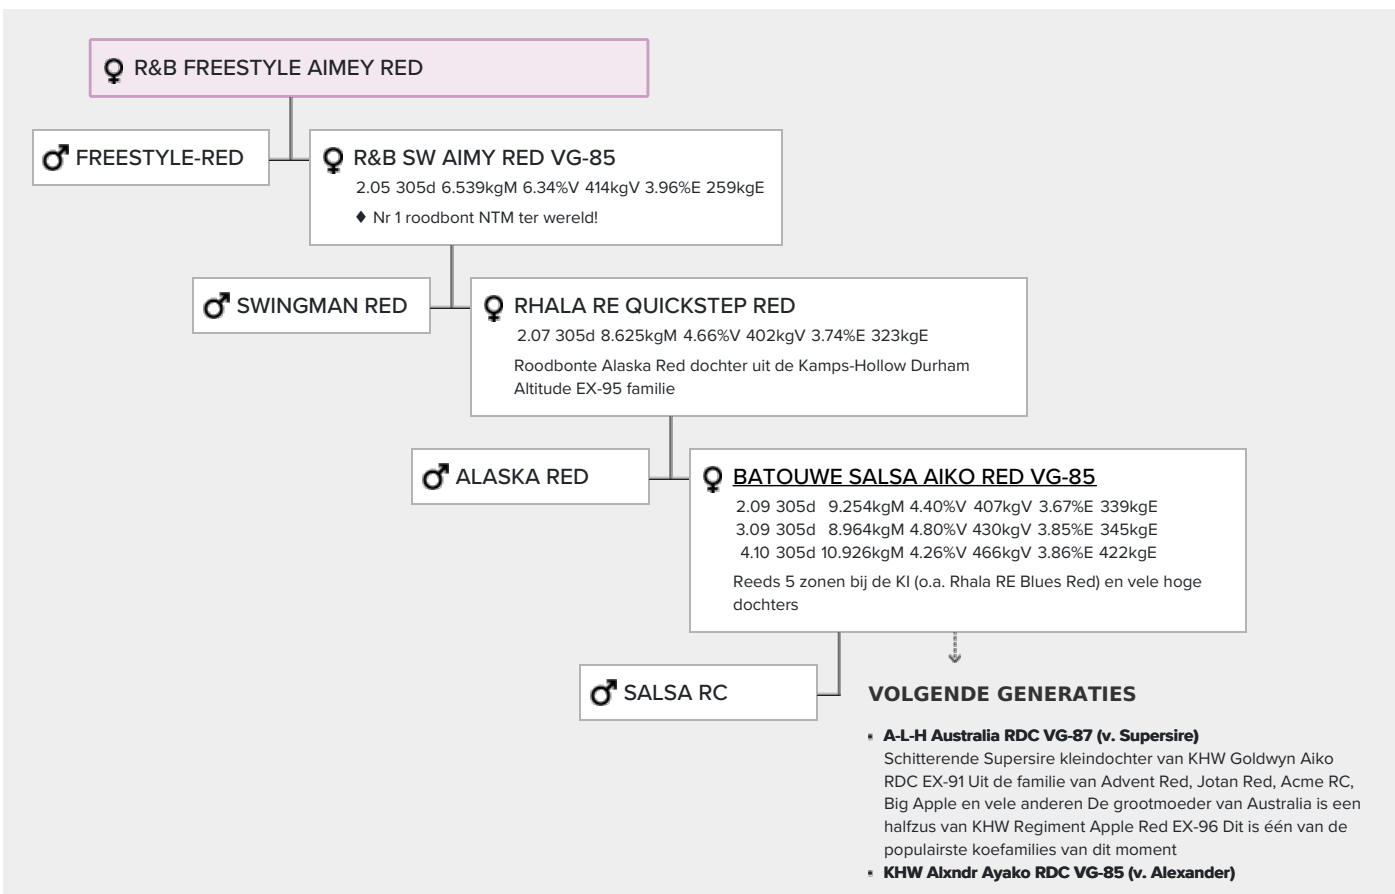 ♀ R&B FREESTYLE AIMEY RED
♂ FREESTYLE-RED
♀ R&B SW AIMY RED VG-85
2.05 305d 6.539kgM 6.34%V 414kgV 3.96%E 259kgE
♦ Nr 1 roodbont NTM ter wereld!
♂ SWINGMAN RED
♀ RHALA RE QUICKSTEP RED
2.07 305d 8.625kgM 4.66%V 402kgV 3.74%E 323kgE
Roodbonte Alaska Red dochter uit de Kamps-Hollow Durham
Altitude EX-95 familie
♂ ALASKA RED
♀ BATOUWE SALSA AIKO RED VG-85
2.09 305d 9.254kgM 4.40%V 407kgV 3.67%E 339kgE
3.09 305d 8.964kgM 4.80%V 430kgV 3.85%E 345kgE
4.10 305d 10.926kgM 4.26%V 466kgV 3.86%E 422kgE
Reeds 5 zonen bij de KI (o.a. Rhala RE Blues Red) en vele hoge
dochters
♂ SALSA RC
VOLGENDE GENERATIES
▪ A-L-H Australia RDC VG-87 (v. Supersire)
Schitterende Supersire kleindochter van KHW Goldwyn Aiko
RDC EX-91 Uit de familie van Advent Red, Jotan Red, Acme RC,
Big Apple en vele anderen De grootmoeder van Australia is een
halfzus van KHW Regiment Apple Red EX-96 Dit is één van de
populairste koefamilies van dit moment
▪ KHW Alxndr Ayako RDC VG-85 (v. Alexander)